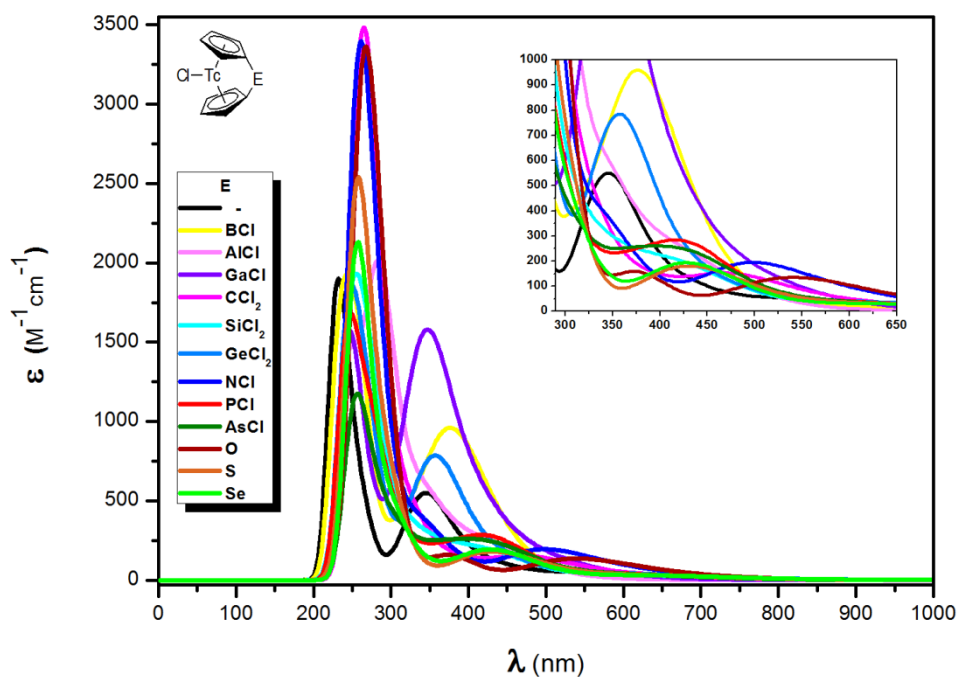 ε (M⁻¹ cm⁻¹)
3500
3000
2500
2000
1500
1000
500
0
Cl Tc E
E
-
BCl
AlCl
GaCl
CCl₂
SiCl₂
GeCl₂
NCl
PCl
AsCl
O
S
Se
1000
900
800
700
600
500
400
300
200
100
0
300 350 400 450 500 550 600 650
0 100 200 300 400 500 600 700 800 900 1000
λ (nm)